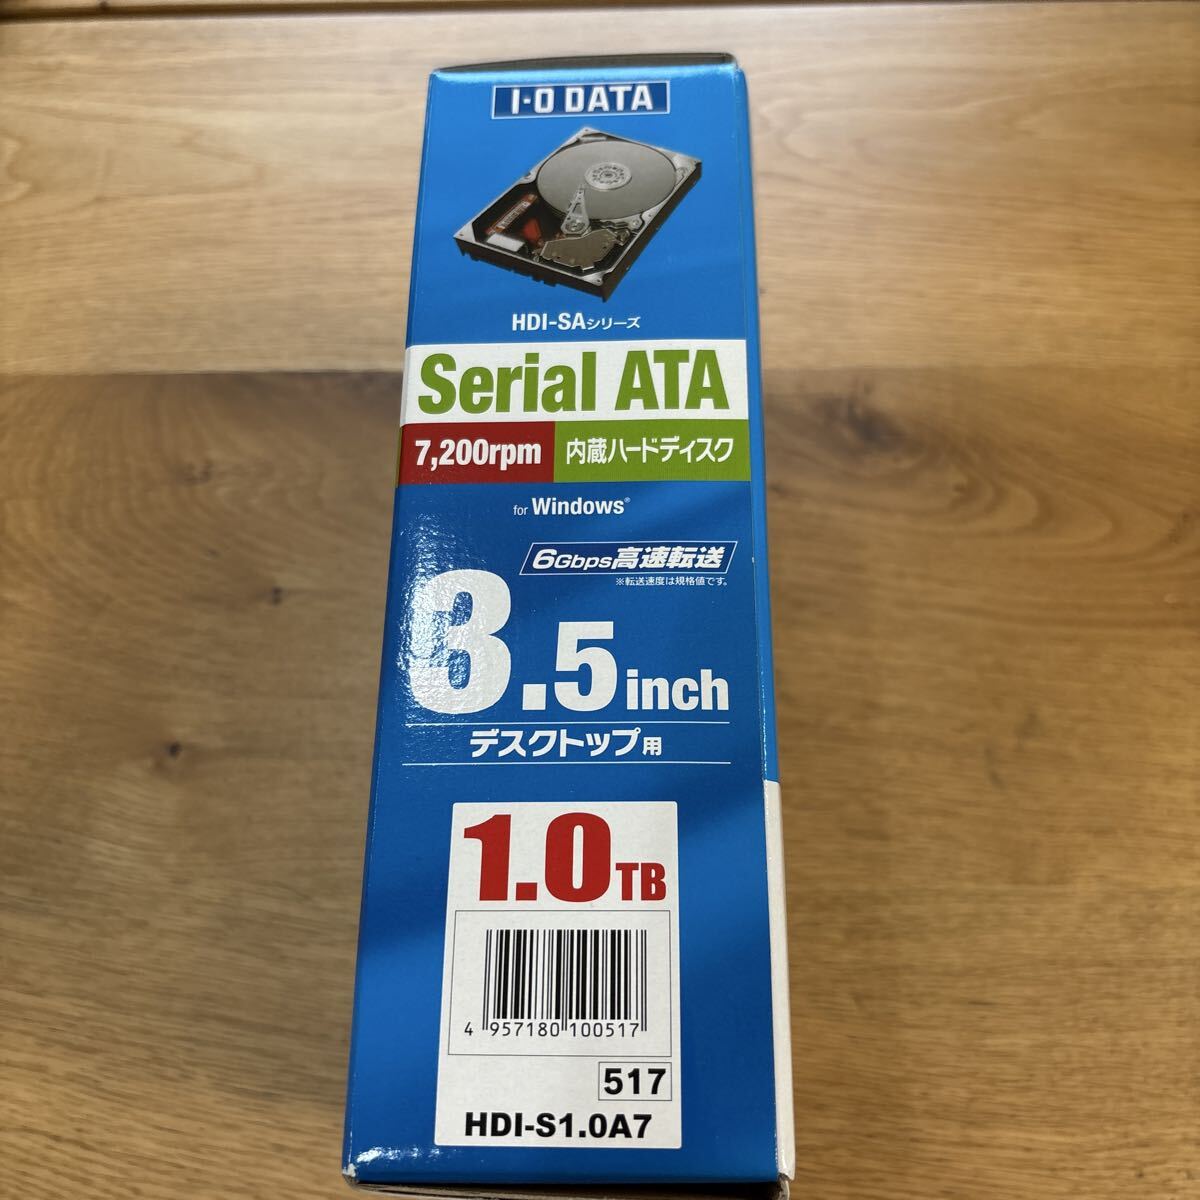 I-O DATA
HDI-SAシリーズ
Serial ATA
7,200rpm 内蔵ハードディスク
for Windows®
6Gbps高速転送
※転送速度は規格値です。
3.5inch
デスクトップ用
1.0TB
4 957180 100517
517
HDI-S1.0A7